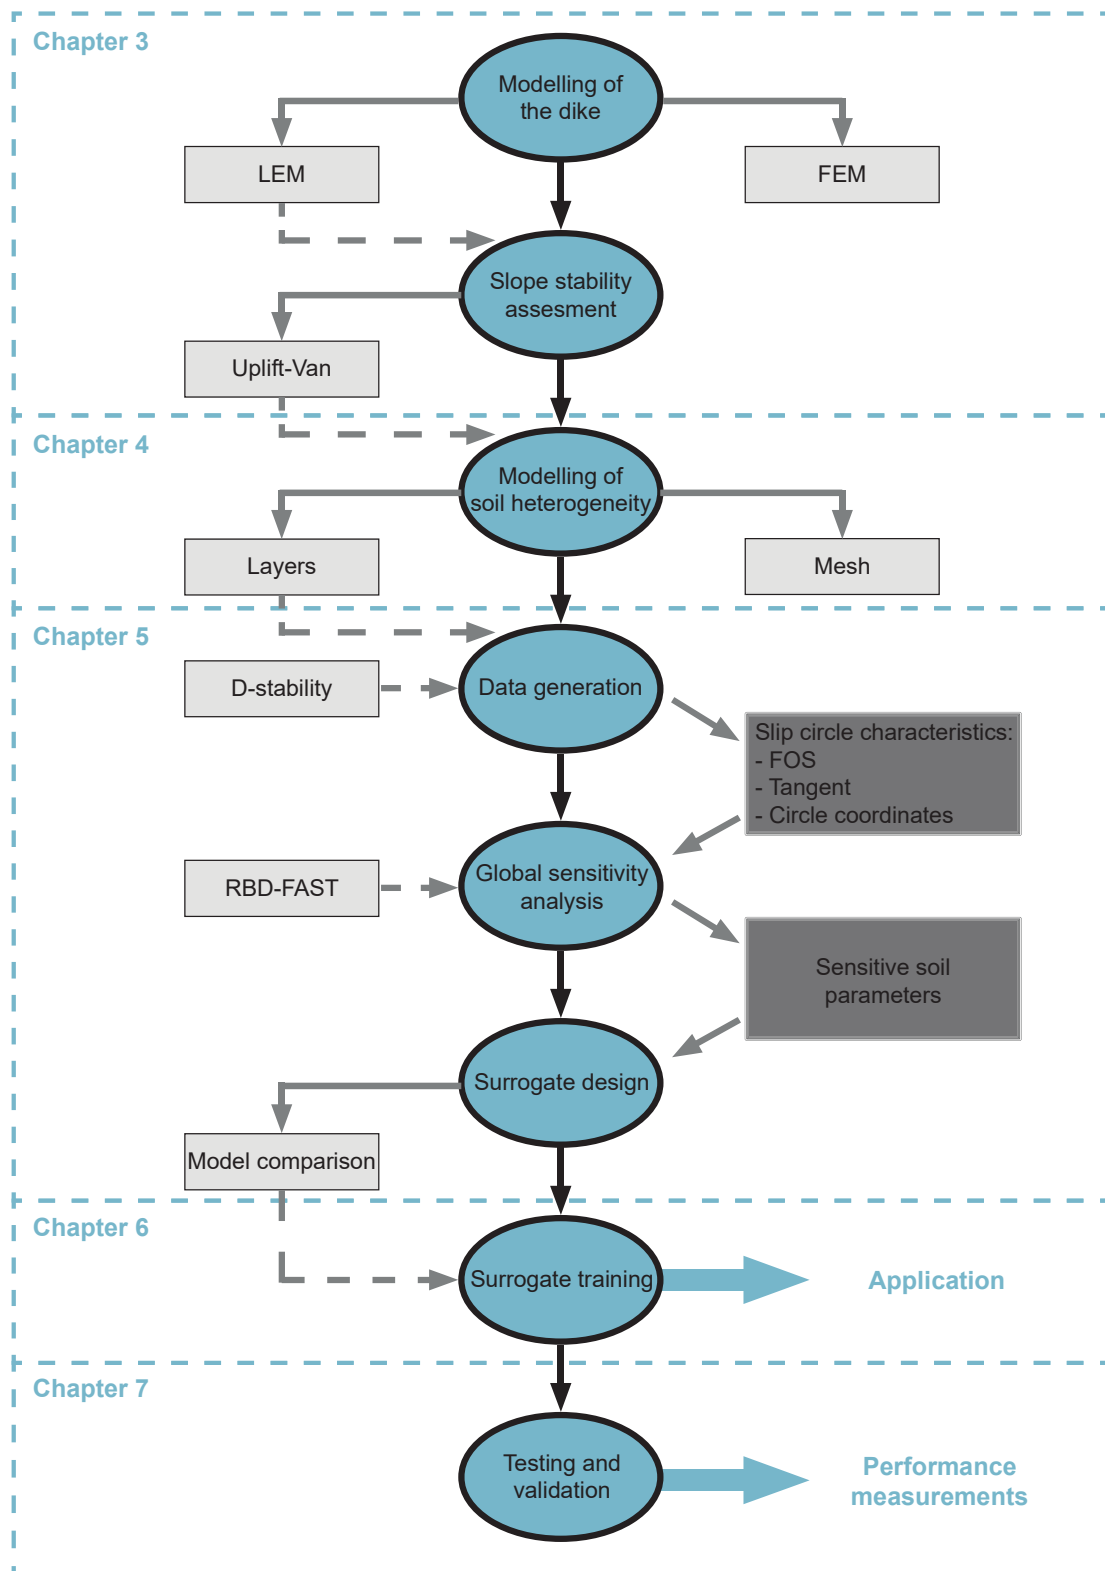 Chapter 3
Modelling of
the dike
LEM
FEM
Slope stability
assesment
Uplift-Van
Chapter 4
Modelling of
soil heterogeneity
Layers
Mesh
Chapter 5
D-stability
Data generation
Slip circle characteristics:
- FOS
- Tangent
- Circle coordinates
RBD-FAST
Global sensitivity
analysis
Sensitive soil
parameters
Surrogate design
Model comparison
Chapter 6
Surrogate training
Application
Chapter 7
Testing and
validation
Performance
measurements